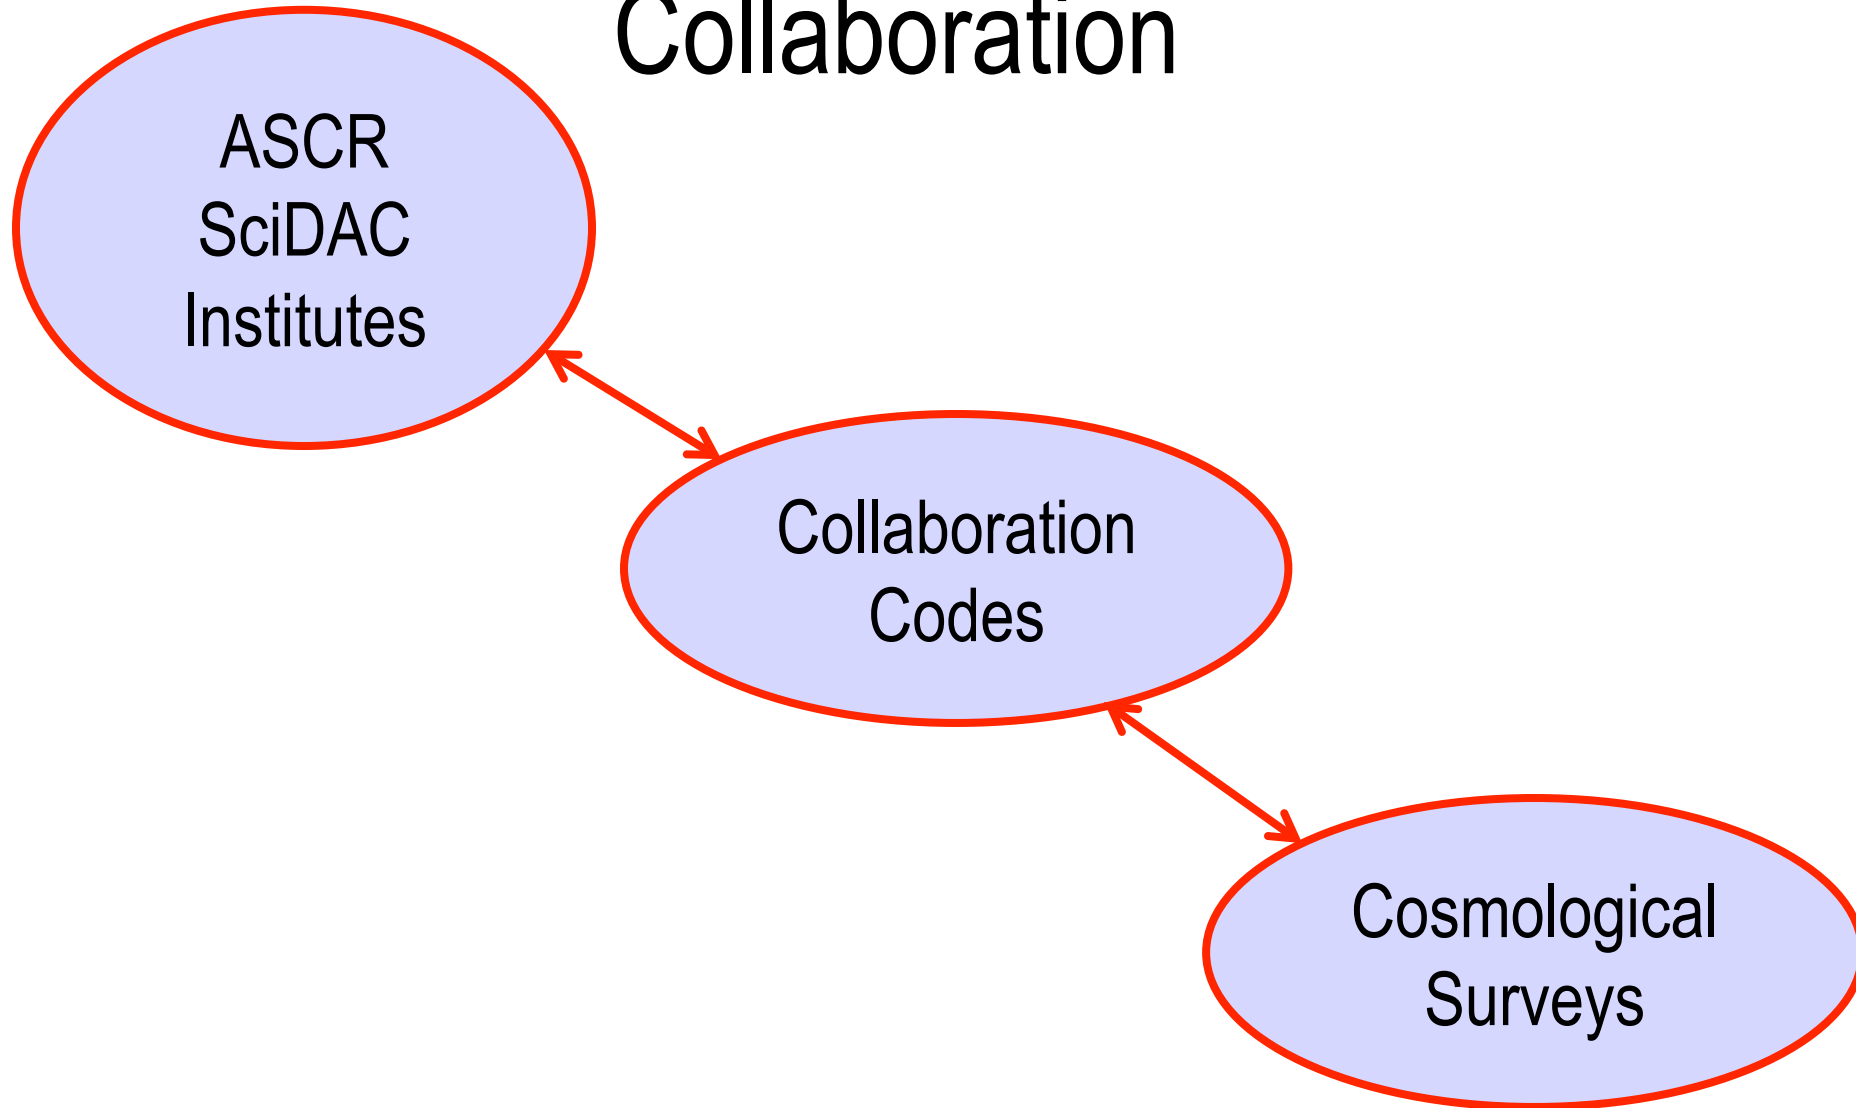 Collaboration
ASCR
SciDAC
Institutes
Collaboration
Codes
Cosmological
Surveys